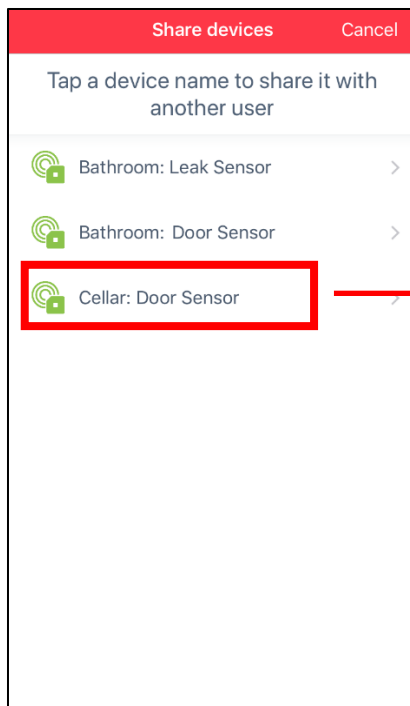 Share devices Cancel
Tap a device name to share it with
another user
Bathroom: Leak Sensor
Bathroom: Door Sensor
Cellar: Door Sensor